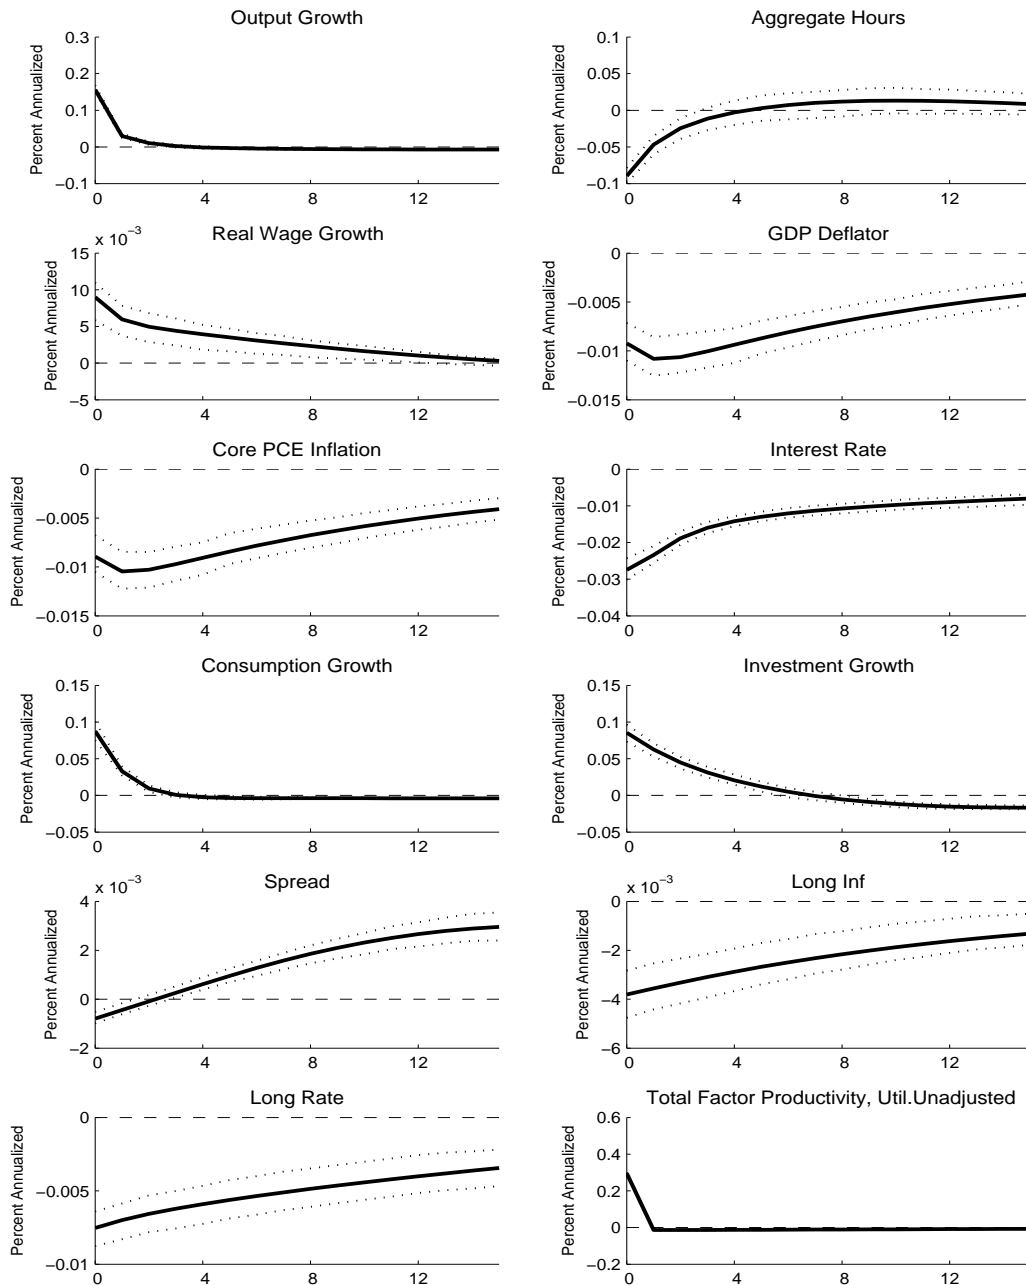 Output Growth
Percent Annualized
0.3
0.2
0.1
0
−0.1
0 4 8 12
Aggregate Hours
Percent Annualized
0.1
0.05
0
−0.05
−0.1
0 4 8 12
Real Wage Growth
x 10−3
Percent Annualized
15
10
5
0
−5
0 4 8 12
GDP Deflator
Percent Annualized
0
−0.005
−0.01
−0.015
0 4 8 12
Core PCE Inflation
Percent Annualized
0
−0.005
−0.01
−0.015
0 4 8 12
Interest Rate
Percent Annualized
0
−0.01
−0.02
−0.03
−0.04
0 4 8 12
Consumption Growth
Percent Annualized
0.15
0.1
0.05
0
−0.05
0 4 8 12
Investment Growth
Percent Annualized
0.15
0.1
0.05
0
−0.05
0 4 8 12
Spread
x 10−3
Percent Annualized
4
2
0
−2
0 4 8 12
Long Inf
x 10−3
Percent Annualized
0
−2
−4
−6
0 4 8 12
Long Rate
Percent Annualized
0
−0.005
−0.01
0 4 8 12
Total Factor Productivity, Util.Unadjusted
Percent Annualized
0.6
0.4
0.2
0
−0.2
0 4 8 12